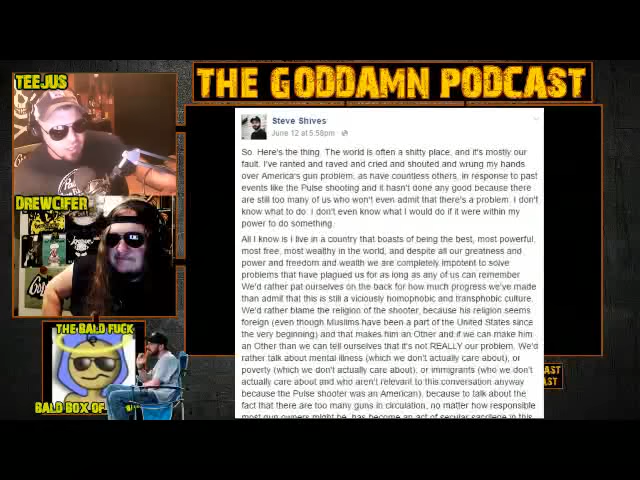 TEEJUS
THE GODDAMN PODCAST
Steve Shives
June 12 at 5:58pm
So. Here's the thing. The world is often a shitty place, and it's mostly our
fault. I've ranted and raved and cried and shouted and wrung my hands
over America's gun problem, as have countless others, in response to past
events like the Pulse shooting and it hasn't done any good because there
are still too many of us who won't even admit that there's a problem. I don't
know what to do. I don't even know what I would do if it were within my
power to do something.
All I know is I live in a country that boasts of being the best, most powerful,
most free, most wealthy in the world, and despite all our greatness and
power and freedom and wealth we are completely impotent to solve
problems that have plagued us for as long as any of us can remember.
We'd rather pat ourselves on the back for how much progress we've made
than admit that this is still a viciously homophobic and transphobic culture.
We'd rather blame the religion of the shooter, because his religion seems
foreign (even though Muslims have been a part of the United States since
the very beginning) and that makes him an Other and if we can make him
an Other than we can tell ourselves that it's not REALLY our problem. We'd
rather talk about mental illness (which we don't actually care about), or
poverty (which we don't actually care about), or immigrants (who we don't
actually care about and who aren't relevant to this conversation anyway
because the Pulse shooter was an American), because to talk about the
fact that there are too many guns in circulation, no matter how responsible
most gun owners might be, has become an act of secular sacrilege in this
DREWCIFER
THE BALD FUCK
BALD BOX OF
CAST
CAST